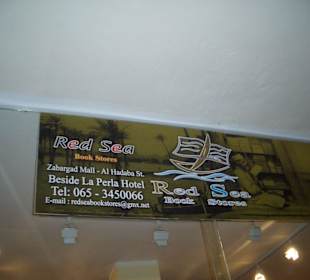 Red Sea
Book Stores
Zabargad Mall - Al Hadaba St.
Beside La Perla Hotel
Tel: 065 - 3450066
E-mail : redseabookstores@gmx.net
Red Sea
Book Stores